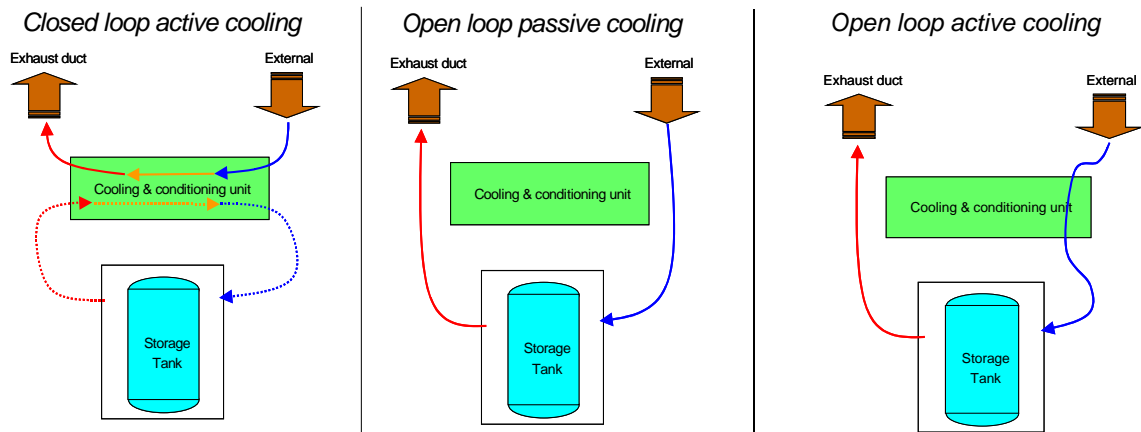 Closed loop active cooling
Exhaust duct
External
Cooling & conditioning unit
Storage
Tank
Open loop passive cooling
Exhaust duct
External
Cooling & conditioning unit
Storage
Tank
Open loop active cooling
Exhaust duct
External
Cooling & conditioning unit
Storage
Tank